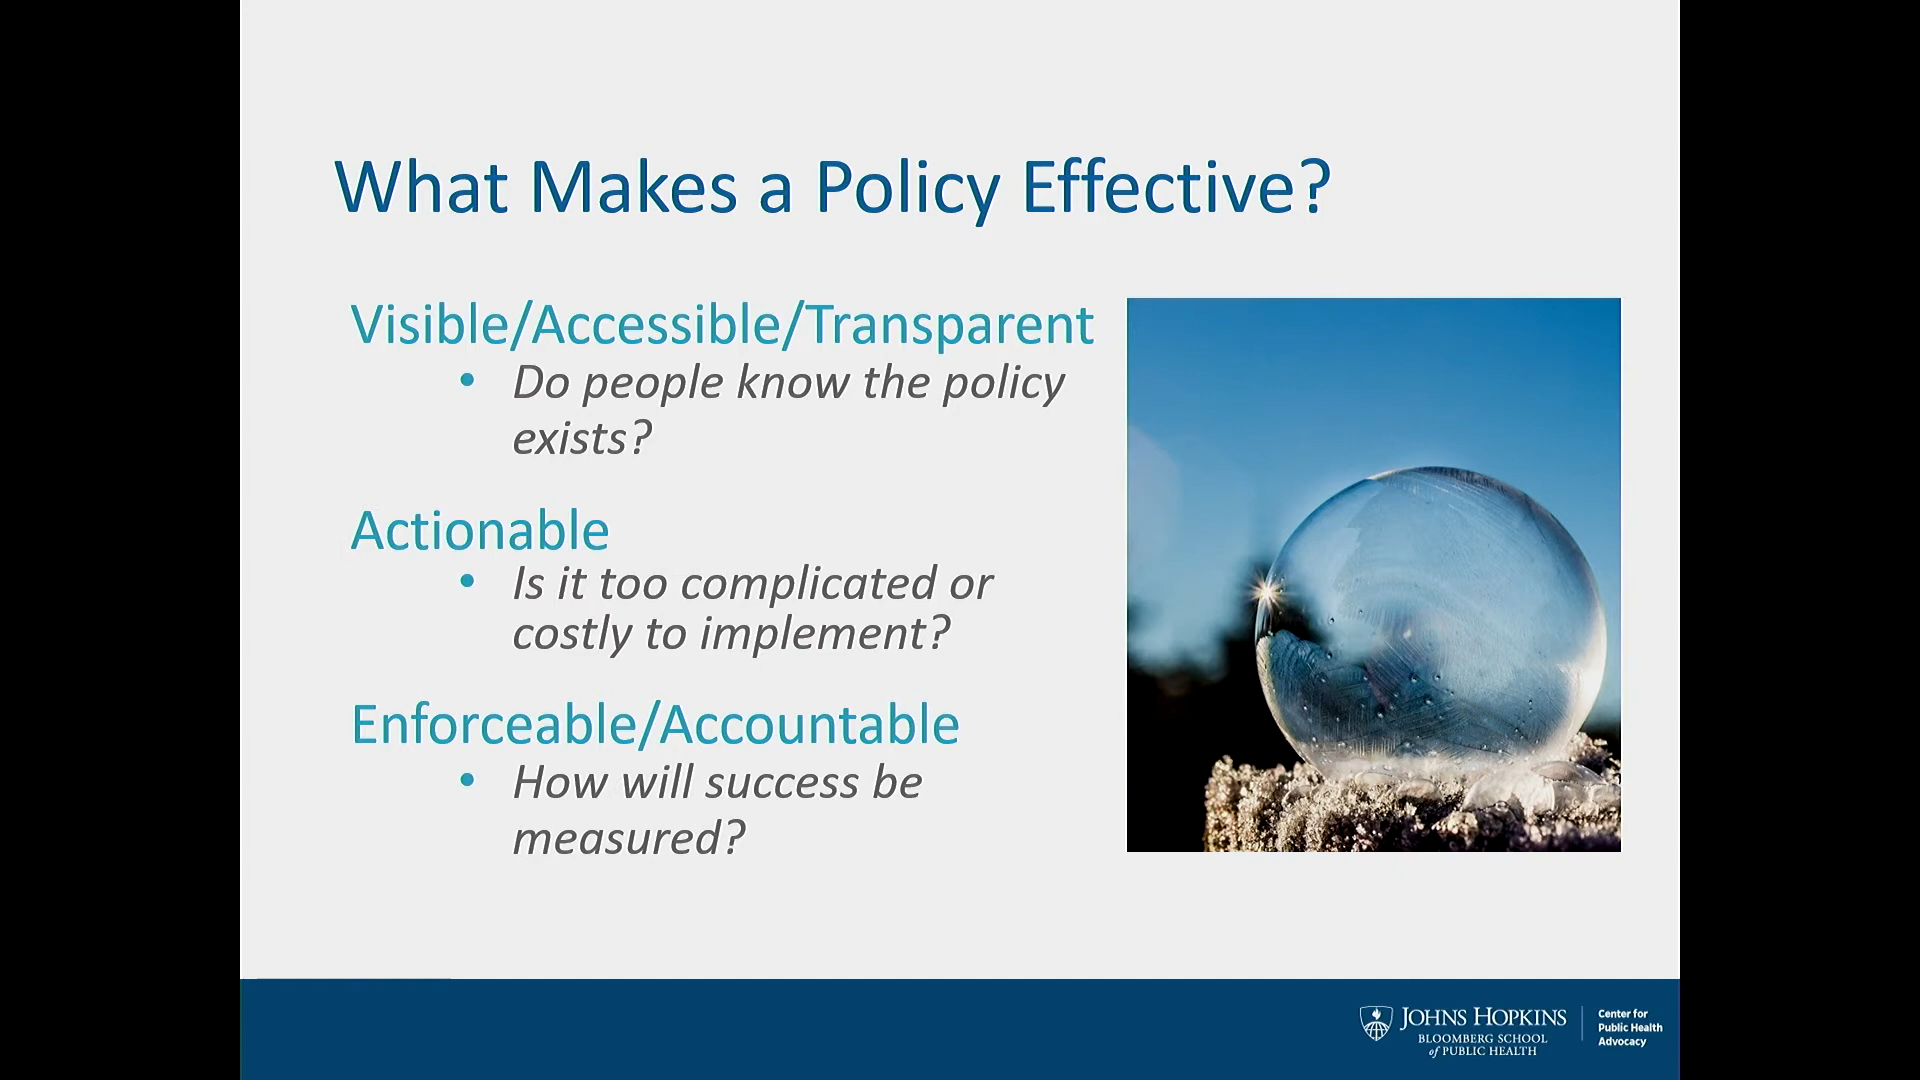 What Makes a Policy Effective?
Visible/Accessible/Transparent
• Do people know the policy
exists?
Actionable
• Is it too complicated or
costly to implement?
Enforceable/Accountable
• How will success be
measured?
JOHNS HOPKINS
BLOOMBERG SCHOOL
of PUBLIC HEALTH
Center for
Public Health
Advocacy